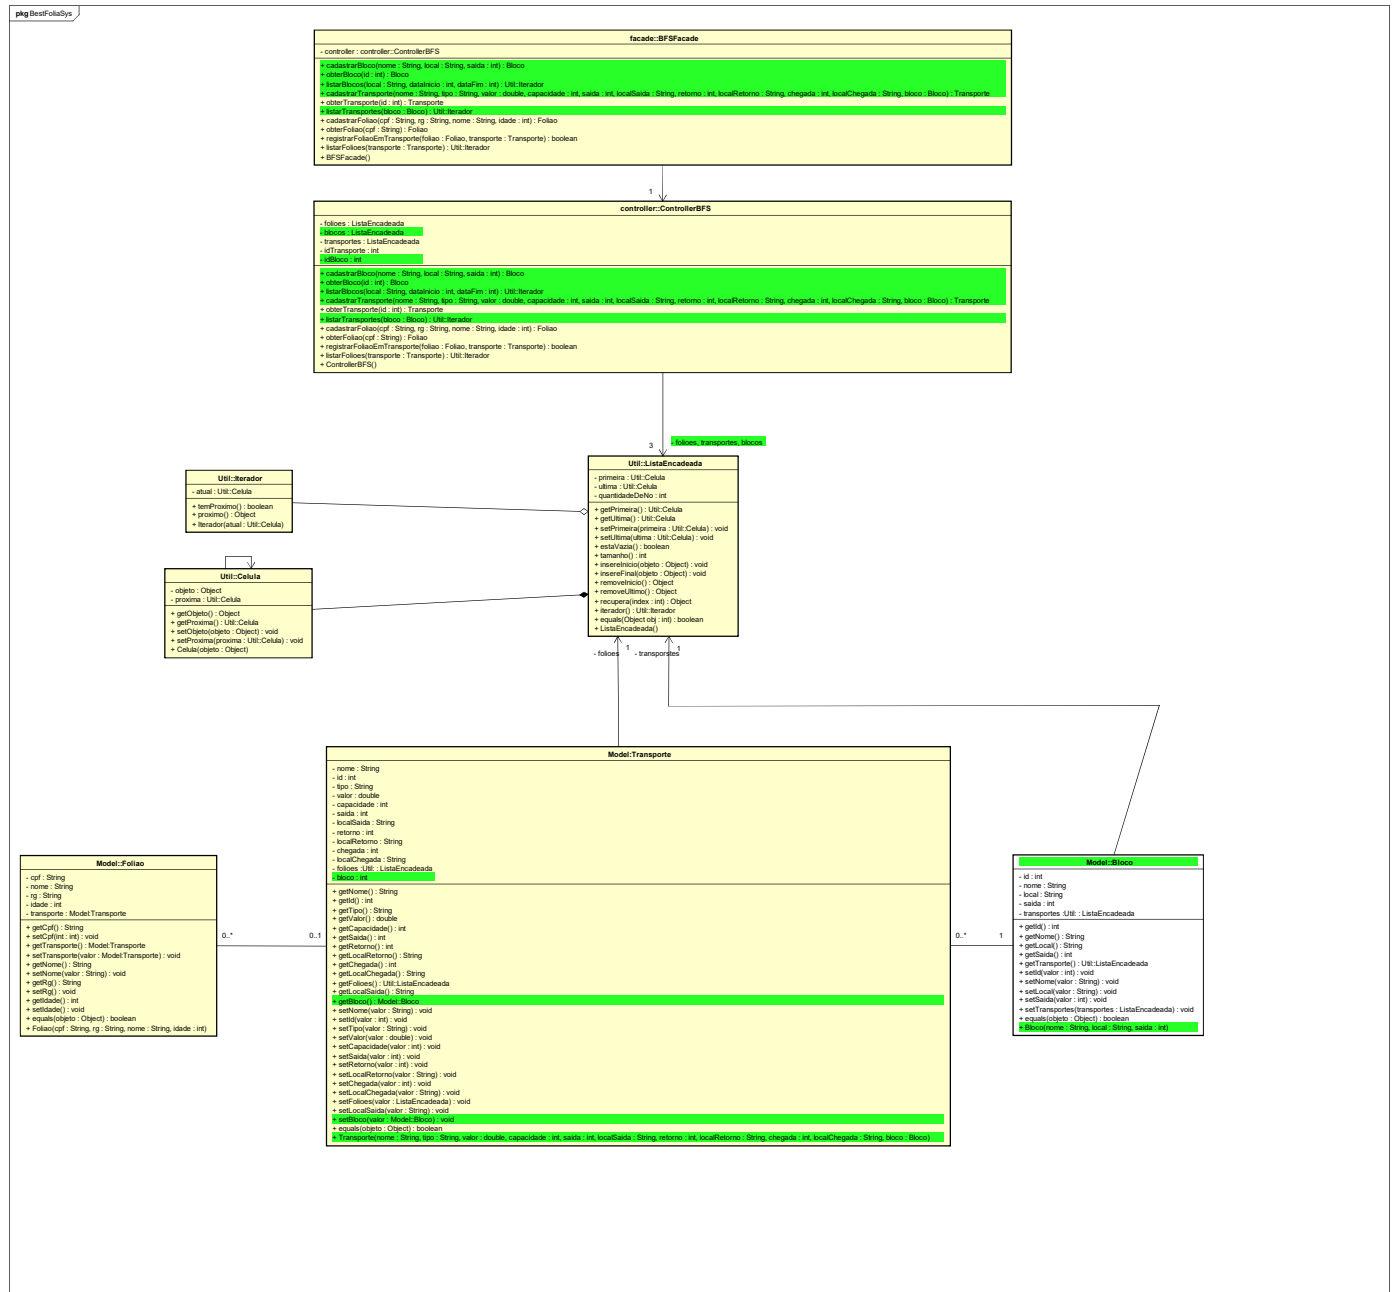 pkg BestFoliaSys
facade::BFSFacade
- controller : controller::ControllerBFS
+ cadastrarBloco(nome : String, local : String, saida : int) : Bloco
+ obterBloco(id : int) : Bloco
+ listarBlocos(local : String, dataInicio : int, dataFim : int) : Util::Iterador
+ cadastrarTransporte(nome : String, tipo : String, valor : double, capacidade : int, saida : int, localSaida : String, retorno : int, localRetorno : String, chegada : int, localChegada : String, bloco : Bloco) : Transporte
+ obterTransporte(id : int) : Transporte
+ listarTransportes(bloco : Bloco) : Util::Iterador
+ cadastrarFoliao(cpf : String, rg : String, nome : String, idade : int) : Foliao
+ obterFoliao(cpf : String) : Foliao
+ registrarFoliaoEmTransporte(foliao : Foliao, transporte : Transporte) : boolean
+ listarFolioes(transporte : Transporte) : Util::Iterador
+ BFSFacade()
1
controller::ControllerBFS
- folioes : ListaEncadeada
- blocos : ListaEncadeada
- transportes : ListaEncadeada
- idTransporte : int
- idBloco : int
+ cadastrarBloco(nome : String, local : String, saida : int) : Bloco
+ obterBloco(id : int) : Bloco
+ listarBlocos(local : String, dataInicio : int, dataFim : int) : Util::Iterador
+ cadastrarTransporte(nome : String, tipo : String, valor : double, capacidade : int, saida : int, localSaida : String, retorno : int, localRetorno : String, chegada : int, localChegada : String, bloco : Bloco) : Transporte
+ obterTransporte(id : int) : Transporte
+ listarTransportes(bloco : Bloco) : Util::Iterador
+ cadastrarFoliao(cpf : String, rg : String, nome : String, idade : int) : Foliao
+ obterFoliao(cpf : String) : Foliao
+ registrarFoliaoEmTransporte(foliao : Foliao, transporte : Transporte) : boolean
+ listarFolioes(transporte : Transporte) : Util::Iterador
+ ControllerBFS()
3
- folioes, transportes, blocos
Util::Iterador
- atual : Util::Celula
+ temProximo() : boolean
+ proximo() : Object
+ Iterador(atual : Util::Celula)
Util::Celula
- objeto : Object
- proxima : Util::Celula
+ getObjeto() : Object
+ getProxima() : Util::Celula
+ setObjeto(objeto : Object) : void
+ setProxima(proxima : Util::Celula) : void
+ Celula(objeto : Object)
Util::ListaEncadeada
- primeira : Util::Celula
- ultima : Util::Celula
- quantidadeDeNo : int
+ getPrimeira() : Util::Celula
+ getUltima() : Util::Celula
+ setPrimeira(primeira : Util::Celula) : void
+ setUltima(ultima : Util::Celula) : void
+ estaVazia() : boolean
+ tamanho() : int
+ insereInicio(objeto : Object) : void
+ insereFinal(objeto : Object) : void
+ removeInicio() : Object
+ removeUltimo() : Object
+ recupera(index : int) : Object
+ iterador() : Util::Iterador
+ equals(Object obj : int) : boolean
+ ListaEncadeada()
- folioes
1
- transporstes
1
Model:Transporte
- nome : String
- id : int
- tipo : String
- valor : double
- capacidade : int
- saida : int
- localSaida : String
- retorno : int
- localRetorno : String
- chegada : int
- localChegada : String
- folioes :Util: : ListaEncadeada
- bloco : int
+ getNome() : String
+ getId() : int
+ getTipo() : String
+ getValor() : double
+ getCapacidade() : int
+ getSaida() : int
+ getRetorno() : int
+ getLocalRetorno() : String
+ getChegada() : int
+ getLocalChegada() : String
+ getFolioes() : Util::ListaEncadeada
+ getLocalSaida() : String
+ getBloco() : Model::Bloco
+ setNome(valor : String) : void
+ setId(valor : int) : void
+ setTipo(valor : String) : void
+ setValor(valor : double) : void
+ setCapacidade(valor : int) : void
+ setSaida(valor : int) : void
+ setRetorno(valor : int) : void
+ setLocalRetorno(valor : String) : void
+ setChegada(valor : int) : void
+ setLocalChegada(valor : String) : void
+ setFolioes(valor : ListaEncadeada) : void
+ setLocalSaida(valor : String) : void
+ setBloco(valor : Model::Bloco) : void
+ equals(objeto : Object) : boolean
+ Transporte(nome : String, tipo : String, valor : double, capacidade : int, saida : int, localSaida : String, retorno : int, localRetorno : String, chegada : int, localChegada : String, bloco : Bloco)
Model::Foliao
- cpf : String
- nome : String
- rg : String
- idade : int
- transporte : Model:Transporte
+ getCpf() : String
+ setCpf(int : int) : void
+ getTransporte() : Model:Transporte
+ setTransporte(valor : Model:Transporte) : void
+ getNome() : String
+ setNome(valor : String) : void
+ getRg() : String
+ setRg() : void
+ getIdade() : int
+ setIdade() : void
+ equals(objeto : Object) : boolean
+ Foliao(cpf : String, rg : String, nome : String, idade : int)
0..*
0..1
0..*
1
Model::Bloco
- id : int
- nome : String
- local : String
- saida : int
- transportes :Util: : ListaEncadeada
+ getId() : int
+ getNome() : String
+ getLocal() : String
+ getSaida() : int
+ getTransporte() : Util::ListaEncadeada
+ setId(valor : int) : void
+ setNome(valor : String) : void
+ setLocal(valor : String) : void
+ setSaida(valor : int) : void
+ setTransportes(transportes : ListaEncadeada) : void
+ equals(objeto : Object) : boolean
+ Bloco(nome : String, local : String, saida : int)